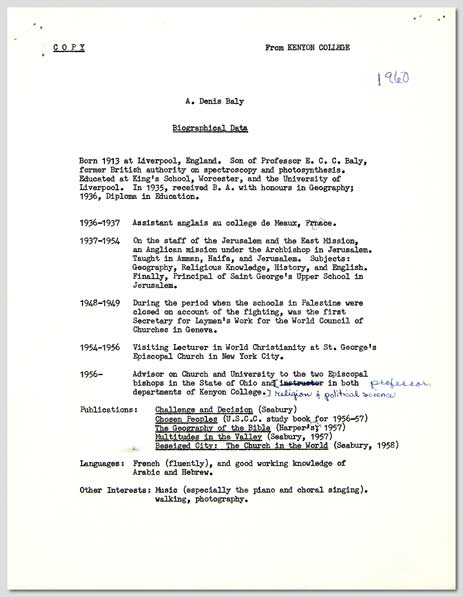 COPY
From KENYON COLLEGE
1960
A. Denis Baly
Biographical Data
Born 1913 at Liverpool, England. Son of Professor E. C. C. Baly,
former British authority on spectroscopy and photosynthesis.
Educated at King's School, Worcester, and the University of
Liverpool. In 1935, received B. A. with honours in Geography;
1936, Diploma in Education.
1936-1937 Assistant anglais au college de Meaux, Frnace.
1937-1954 On the staff of the Jerusalem and the East Mission,
an Anglican mission under the Archbishop in Jerusalem.
Taught in Amman, Haifa, and Jerusalem. Subjects:
Geography, Religious Knowledge, History, and English.
Finally, Principal of Saint George's Upper School in
Jerusalem.
1948-1949 During the period when the schools in Palestine were
closed on account of the fighting, was the first
Secretary for Laymen's Work for the World Council of
Churches in Geneva.
1954-1956 Visiting Lecturer in World Christianity at St. George's
Episcopal Church in New York City.
1956- Advisor on Church and University to the two Episcopal
bishops in the State of Ohio and [instructor in both professor
departments of Kenyon College.] religion & political science
Publications: Challenge and Decision (Seabury)
Chosen Peoples (U.S.C.C. study book for 1956-57)
The Geography of the Bible (Harper's, 1957)
Multitudes in the Valley (Seabury, 1957)
Beseiged City: The Church in the World (Seabury, 1958)
Languages: French (fluently), and good working knowledge of
Arabic and Hebrew.
Other Interests: Music (especially the piano and choral singing).
walking, photography.